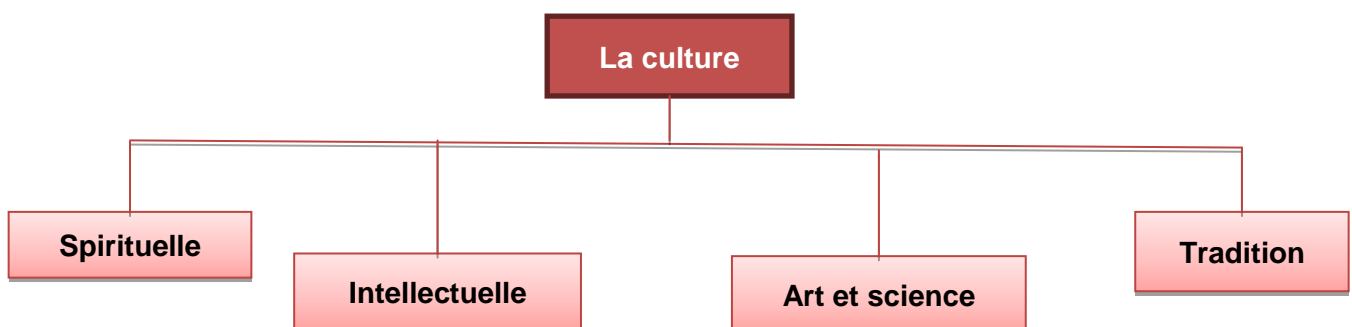 La culture
Spirituelle
Intellectuelle
Art et science
Tradition